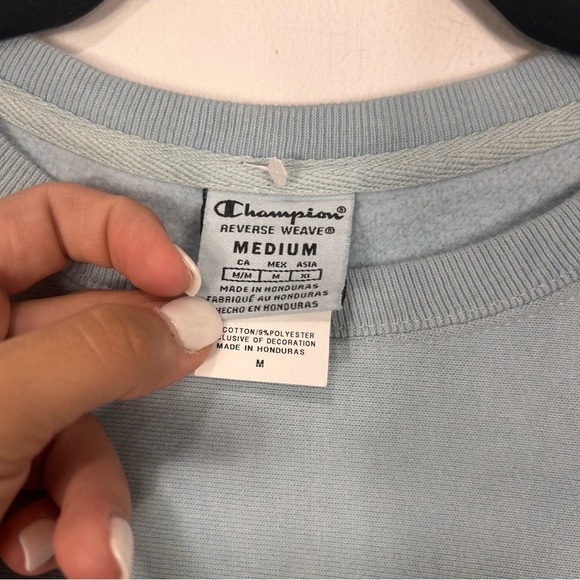 Champion®
REVERSE WEAVE®
MEDIUM
CA MEX ASIA
M/M M XL
MADE IN HONDURAS
FABRIQUÉ AU HONDURAS
HECHO EN HONDURAS
COTTON/9% POLYESTER
OF DECORATION
MADE IN HONDURAS
M